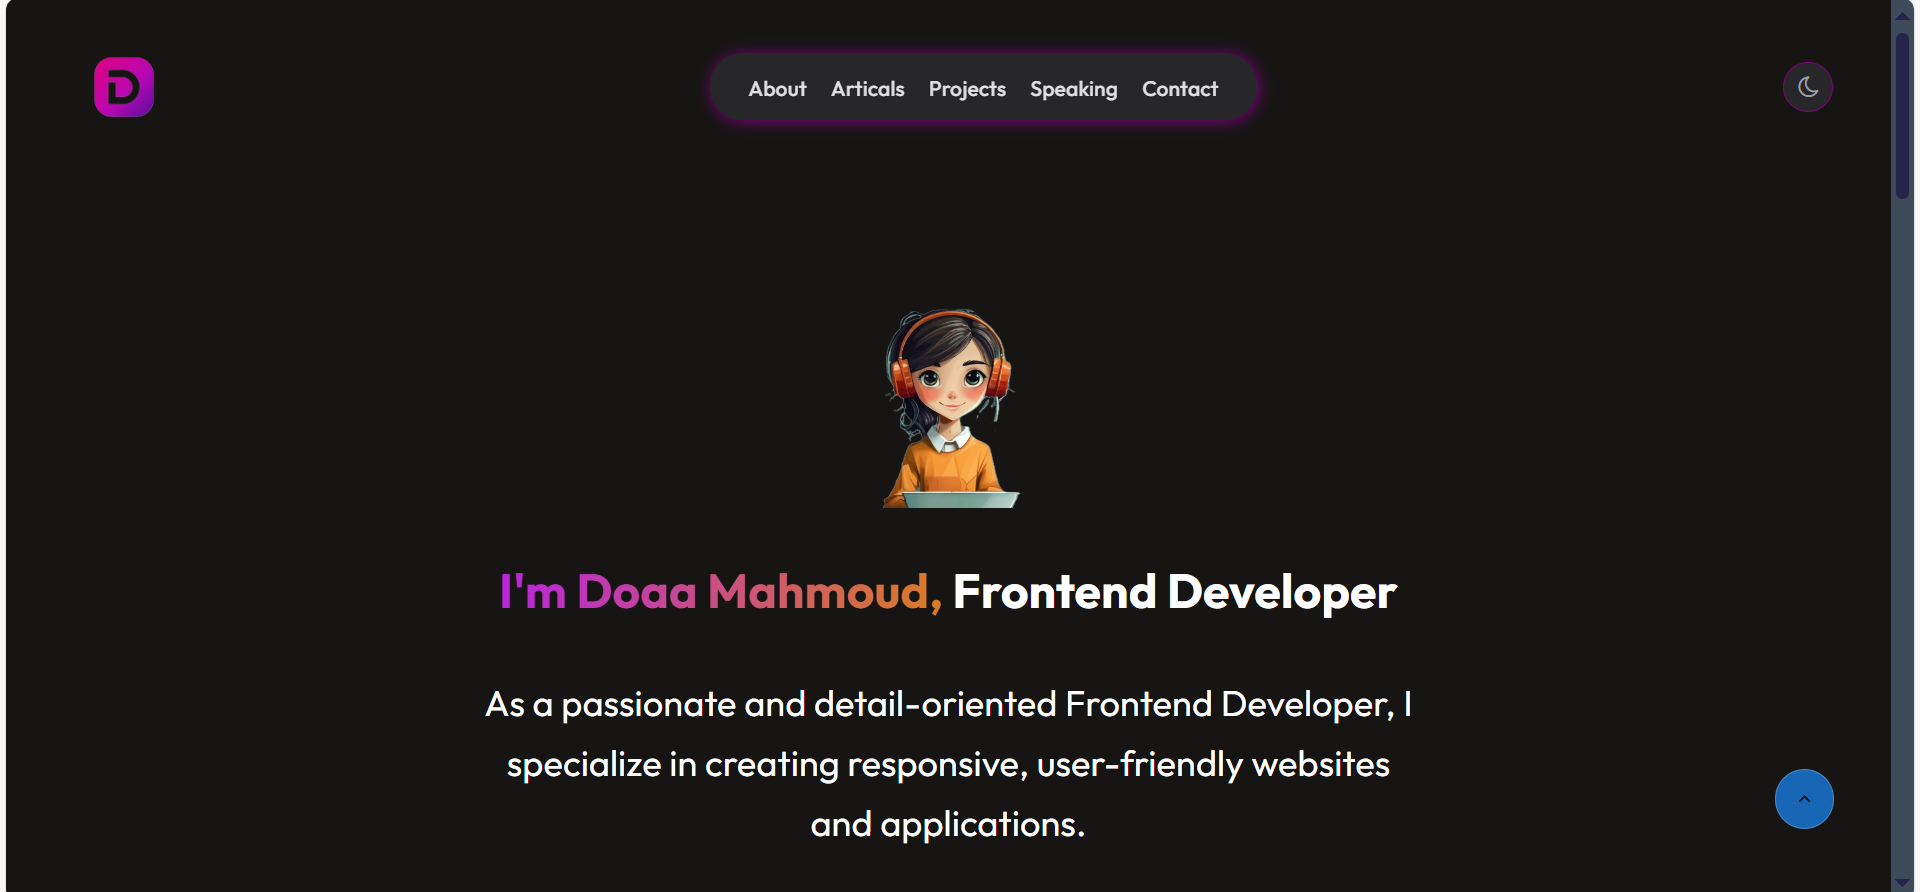 D
About Articals Projects Speaking Contact
I'm Doaa Mahmoud, Frontend Developer
As a passionate and detail-oriented Frontend Developer, I
specialize in creating responsive, user-friendly websites
and applications.